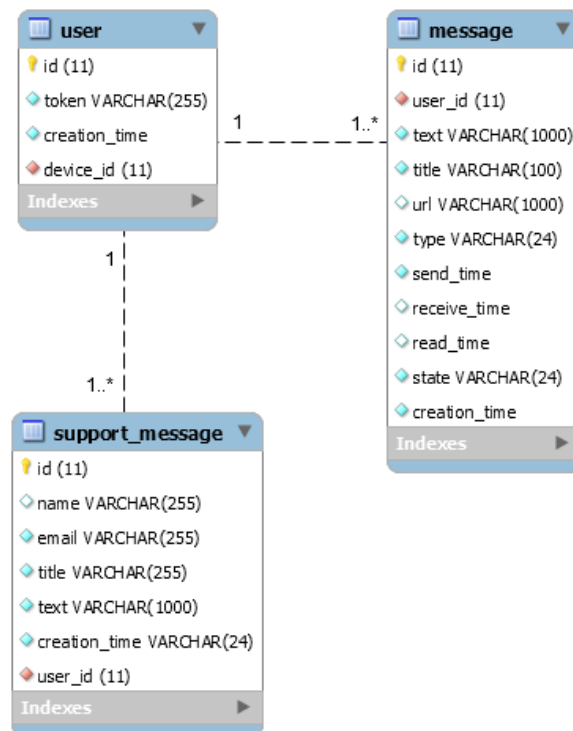 user
id (11)
token VARCHAR(255)
creation_time
device_id (11)
Indexes
1
1..*
message
id (11)
user_id (11)
text VARCHAR(1000)
title VARCHAR(100)
url VARCHAR(1000)
type VARCHAR(24)
send_time
receive_time
read_time
state VARCHAR(24)
creation_time
Indexes
1
1..*
support_message
id (11)
name VARCHAR(255)
email VARCHAR(255)
title VARCHAR(255)
text VARCHAR(1000)
creation_time VARCHAR(24)
user_id (11)
Indexes